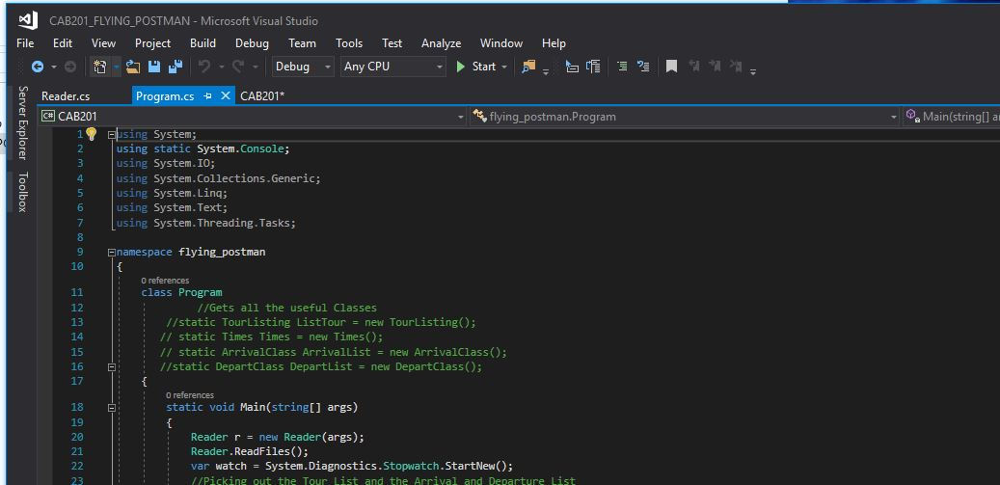 CAB201_FLYING_POSTMAN - Microsoft Visual Studio
File Edit View Project Build Debug Team Tools Test Analyze Window Help
Debug Any CPU Start
Server Explorer
Toolbox
Reader.cs Program.cs CAB201*
C# CAB201 flying_postman.Program Main(string[] ar
1 using System;
2 using static System.Console;
3 using System.IO;
4 using System.Collections.Generic;
5 using System.Linq;
6 using System.Text;
7 using System.Threading.Tasks;
8
9 namespace flying_postman
10 {
0 references
11 class Program
12 //Gets all the useful Classes
13 //static TourListing ListTour = new TourListing();
14 // static Times Times = new Times();
15 // static ArrivalClass ArrivalList = new ArrivalClass();
16 //static DepartClass DepartList = new DepartClass();
17 {
0 references
18 static void Main(string[] args)
19 {
20 Reader r = new Reader(args);
21 Reader.ReadFiles();
22 var watch = System.Diagnostics.Stopwatch.StartNew();
23 //Picking out the Tour List and the Arrival and Departure List